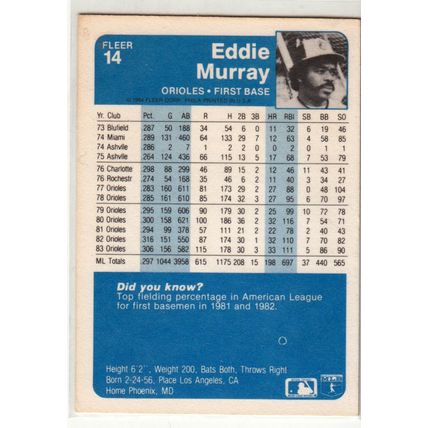 FLEER
14
Eddie
Murray
ORIOLES • FIRST BASE
© 1984 FLEER CORP. PHILA PRINTED IN U.S.A.
Yr. Club Pct. G AB R H 2B 3B HR RBI SB BB SO
73 Blufield 287 50 188 34 54 6 0 11 32 6 19 46
74 Miami 289 131 460 64 133 29 7 12 63 4 58 85
74 Ashvlle 286 2 7 1 2 2 0 0 2 0 0 1
75 Ashvlle 264 124 436 66 115 13 5 17 68 7 53 79
76 Charlotte 298 88 299 46 89 15 2 12 46 11 43 41
76 Rochestr 274 54 168 35 46 6 2 11 40 3 34 27
77 Orioles 283 160 611 81 173 29 2 27 88 0 48 104
78 Orioles 285 161 610 85 174 32 3 27 95 6 70 97
79 Orioles 295 159 606 90 179 30 2 25 99 10 72 78
80 Orioles 300 158 621 100 186 36 2 32 116 7 54 71
81 Orioles 294 99 378 57 111 21 2 22 78 2 40 43
82 Orioles 316 151 550 87 174 30 1 32 110 7 70 82
83 Orioles 306 156 582 115 178 30 3 33 111 5 86 90
ML Totals 297 1044 3958 615 1175 208 15 198 697 37 440 565
Did you know?
Top fielding percentage in American League
for first basemen in 1981 and 1982.
Height 6'2'', Weight 200, Bats Both, Throws Right
Born 2-24-56, Place Los Angeles, CA
Home Phoenix, MD